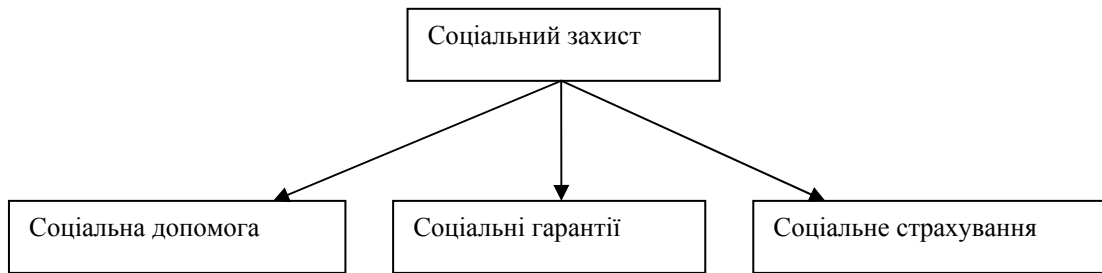 Соціальний захист
Соціальна допомога
Соціальні гарантії
Соціальне страхування